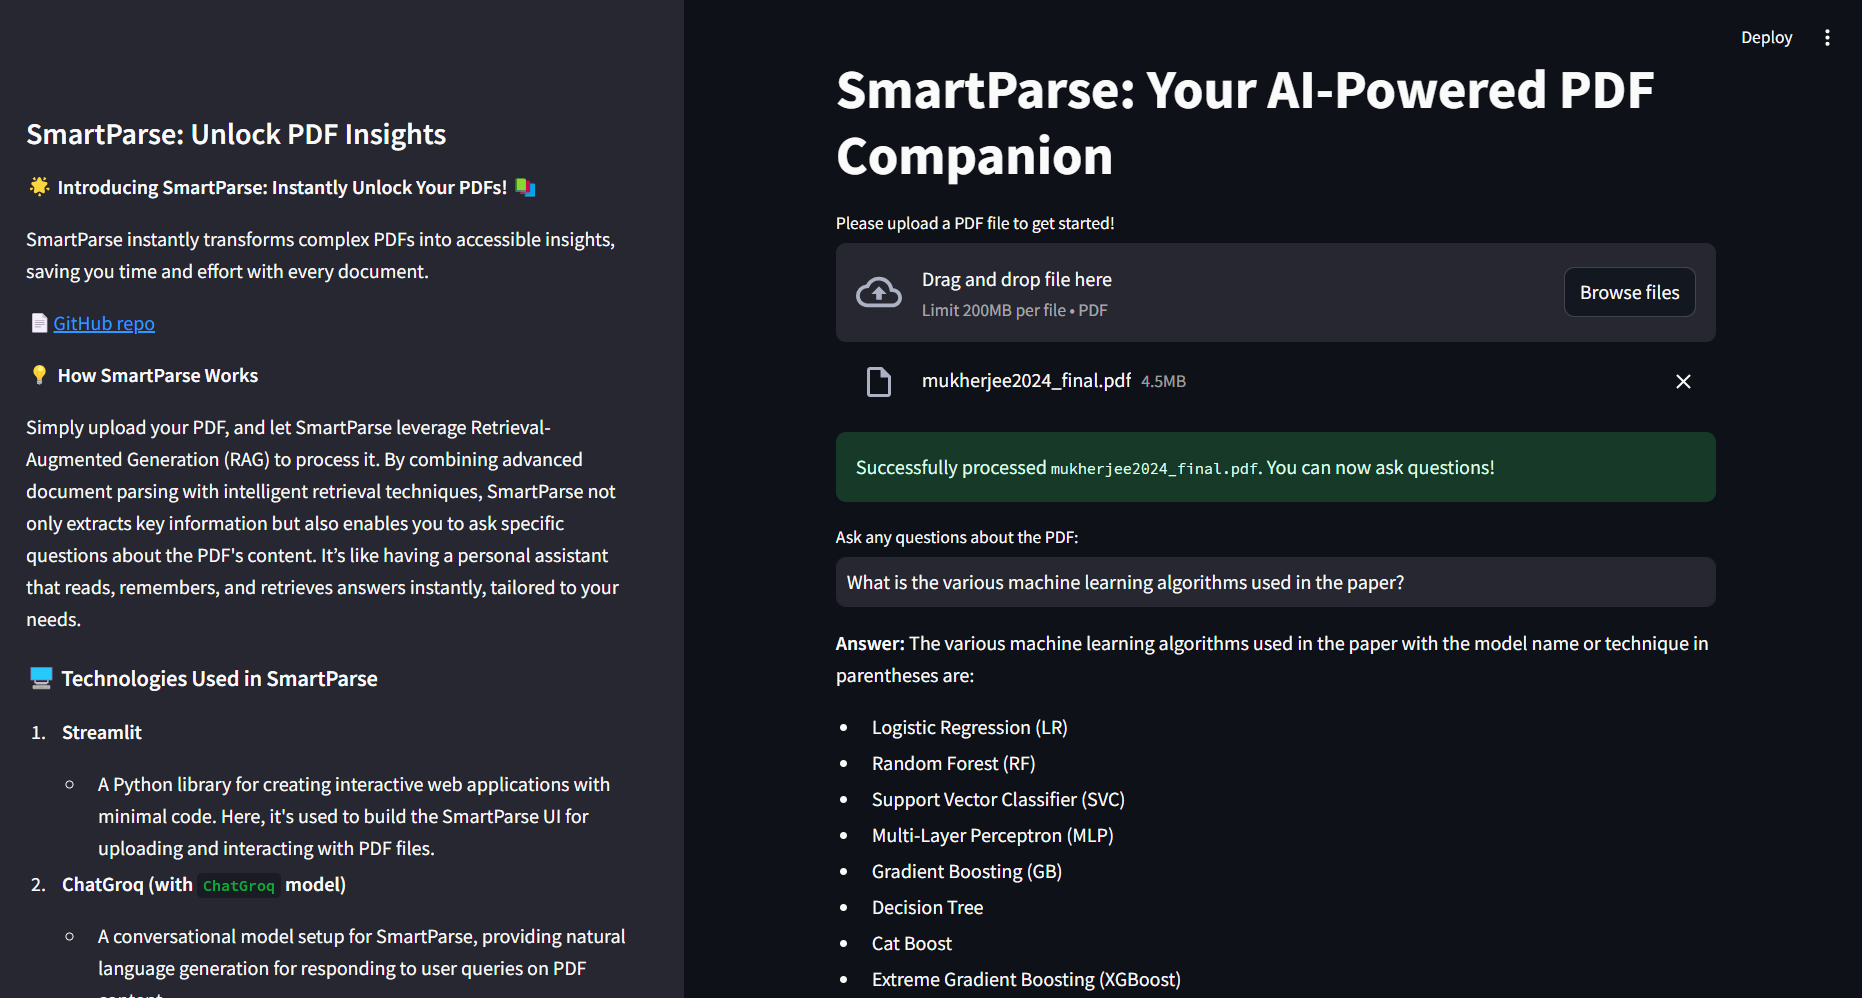 SmartParse: Unlock PDF Insights
🌟 Introducing SmartParse: Instantly Unlock Your PDFs! 📚
SmartParse instantly transforms complex PDFs into accessible insights,
saving you time and effort with every document.
📄 GitHub repo
💡 How SmartParse Works
Simply upload your PDF, and let SmartParse leverage Retrieval-
Augmented Generation (RAG) to process it. By combining advanced
document parsing with intelligent retrieval techniques, SmartParse not
only extracts key information but also enables you to ask specific
questions about the PDF's content. It’s like having a personal assistant
that reads, remembers, and retrieves answers instantly, tailored to your
needs.
🖥️ Technologies Used in SmartParse
1. Streamlit
◦ A Python library for creating interactive web applications with
minimal code. Here, it's used to build the SmartParse UI for
uploading and interacting with PDF files.
2. ChatGroq (with ChatGroq model)
◦ A conversational model setup for SmartParse, providing natural
language generation for responding to user queries on PDF
Deploy
SmartParse: Your AI-Powered PDF
Companion
Please upload a PDF file to get started!
Drag and drop file here
Limit 200MB per file • PDF
Browse files
mukherjee2024_final.pdf 4.5MB
Successfully processed mukherjee2024_final.pdf. You can now ask questions!
Ask any questions about the PDF:
What is the various machine learning algorithms used in the paper?
Answer: The various machine learning algorithms used in the paper with the model name or technique in
parentheses are:
• Logistic Regression (LR)
• Random Forest (RF)
• Support Vector Classifier (SVC)
• Multi-Layer Perceptron (MLP)
• Gradient Boosting (GB)
• Decision Tree
• Cat Boost
• Extreme Gradient Boosting (XGBoost)